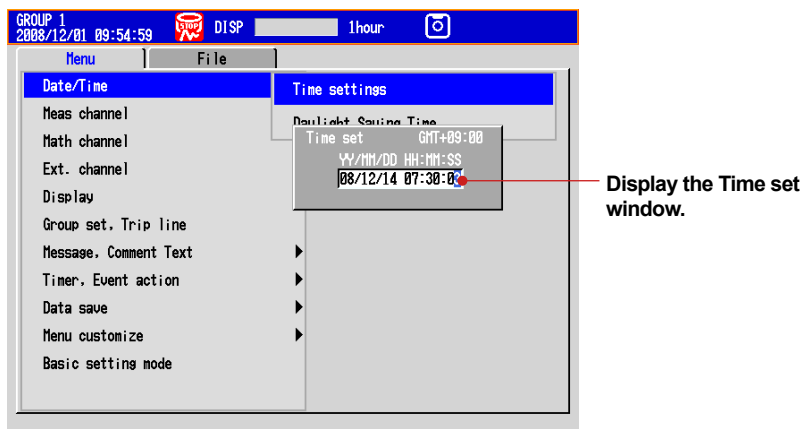 GROUP 1
2008/12/01 09:54:59
STOP
DISP
1hour
Menu
File
Date/Time
Meas channel
Math channel
Ext. channel
Display
Group set, Trip line
Message, Comment Text
Timer, Event action
Data save
Menu customize
Basic setting mode
Time settings
Daylight Saving Time
Time set GMT+09:00
YY/MM/DD HH:MM:SS
08/12/14 07:30:
Display the Time set
window.